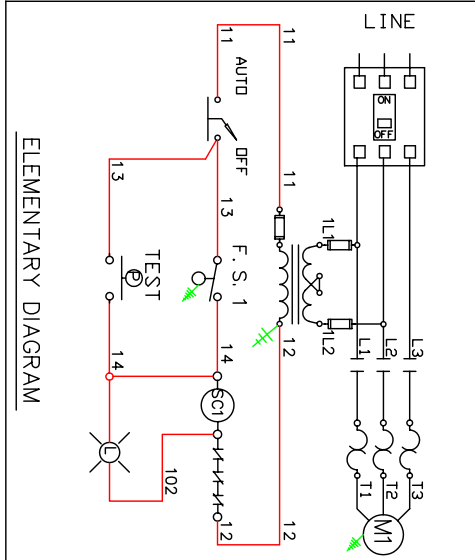 LINE
ON
OFF
L1
L2
L3
T1
T2
T3
M1
1L1
1L2
11
11
11
12
12
12
AUTO
OFF
13
13
F.S.1
TEST
P
14
14
SC1
L
102
ELEMENTARY DIAGRAM